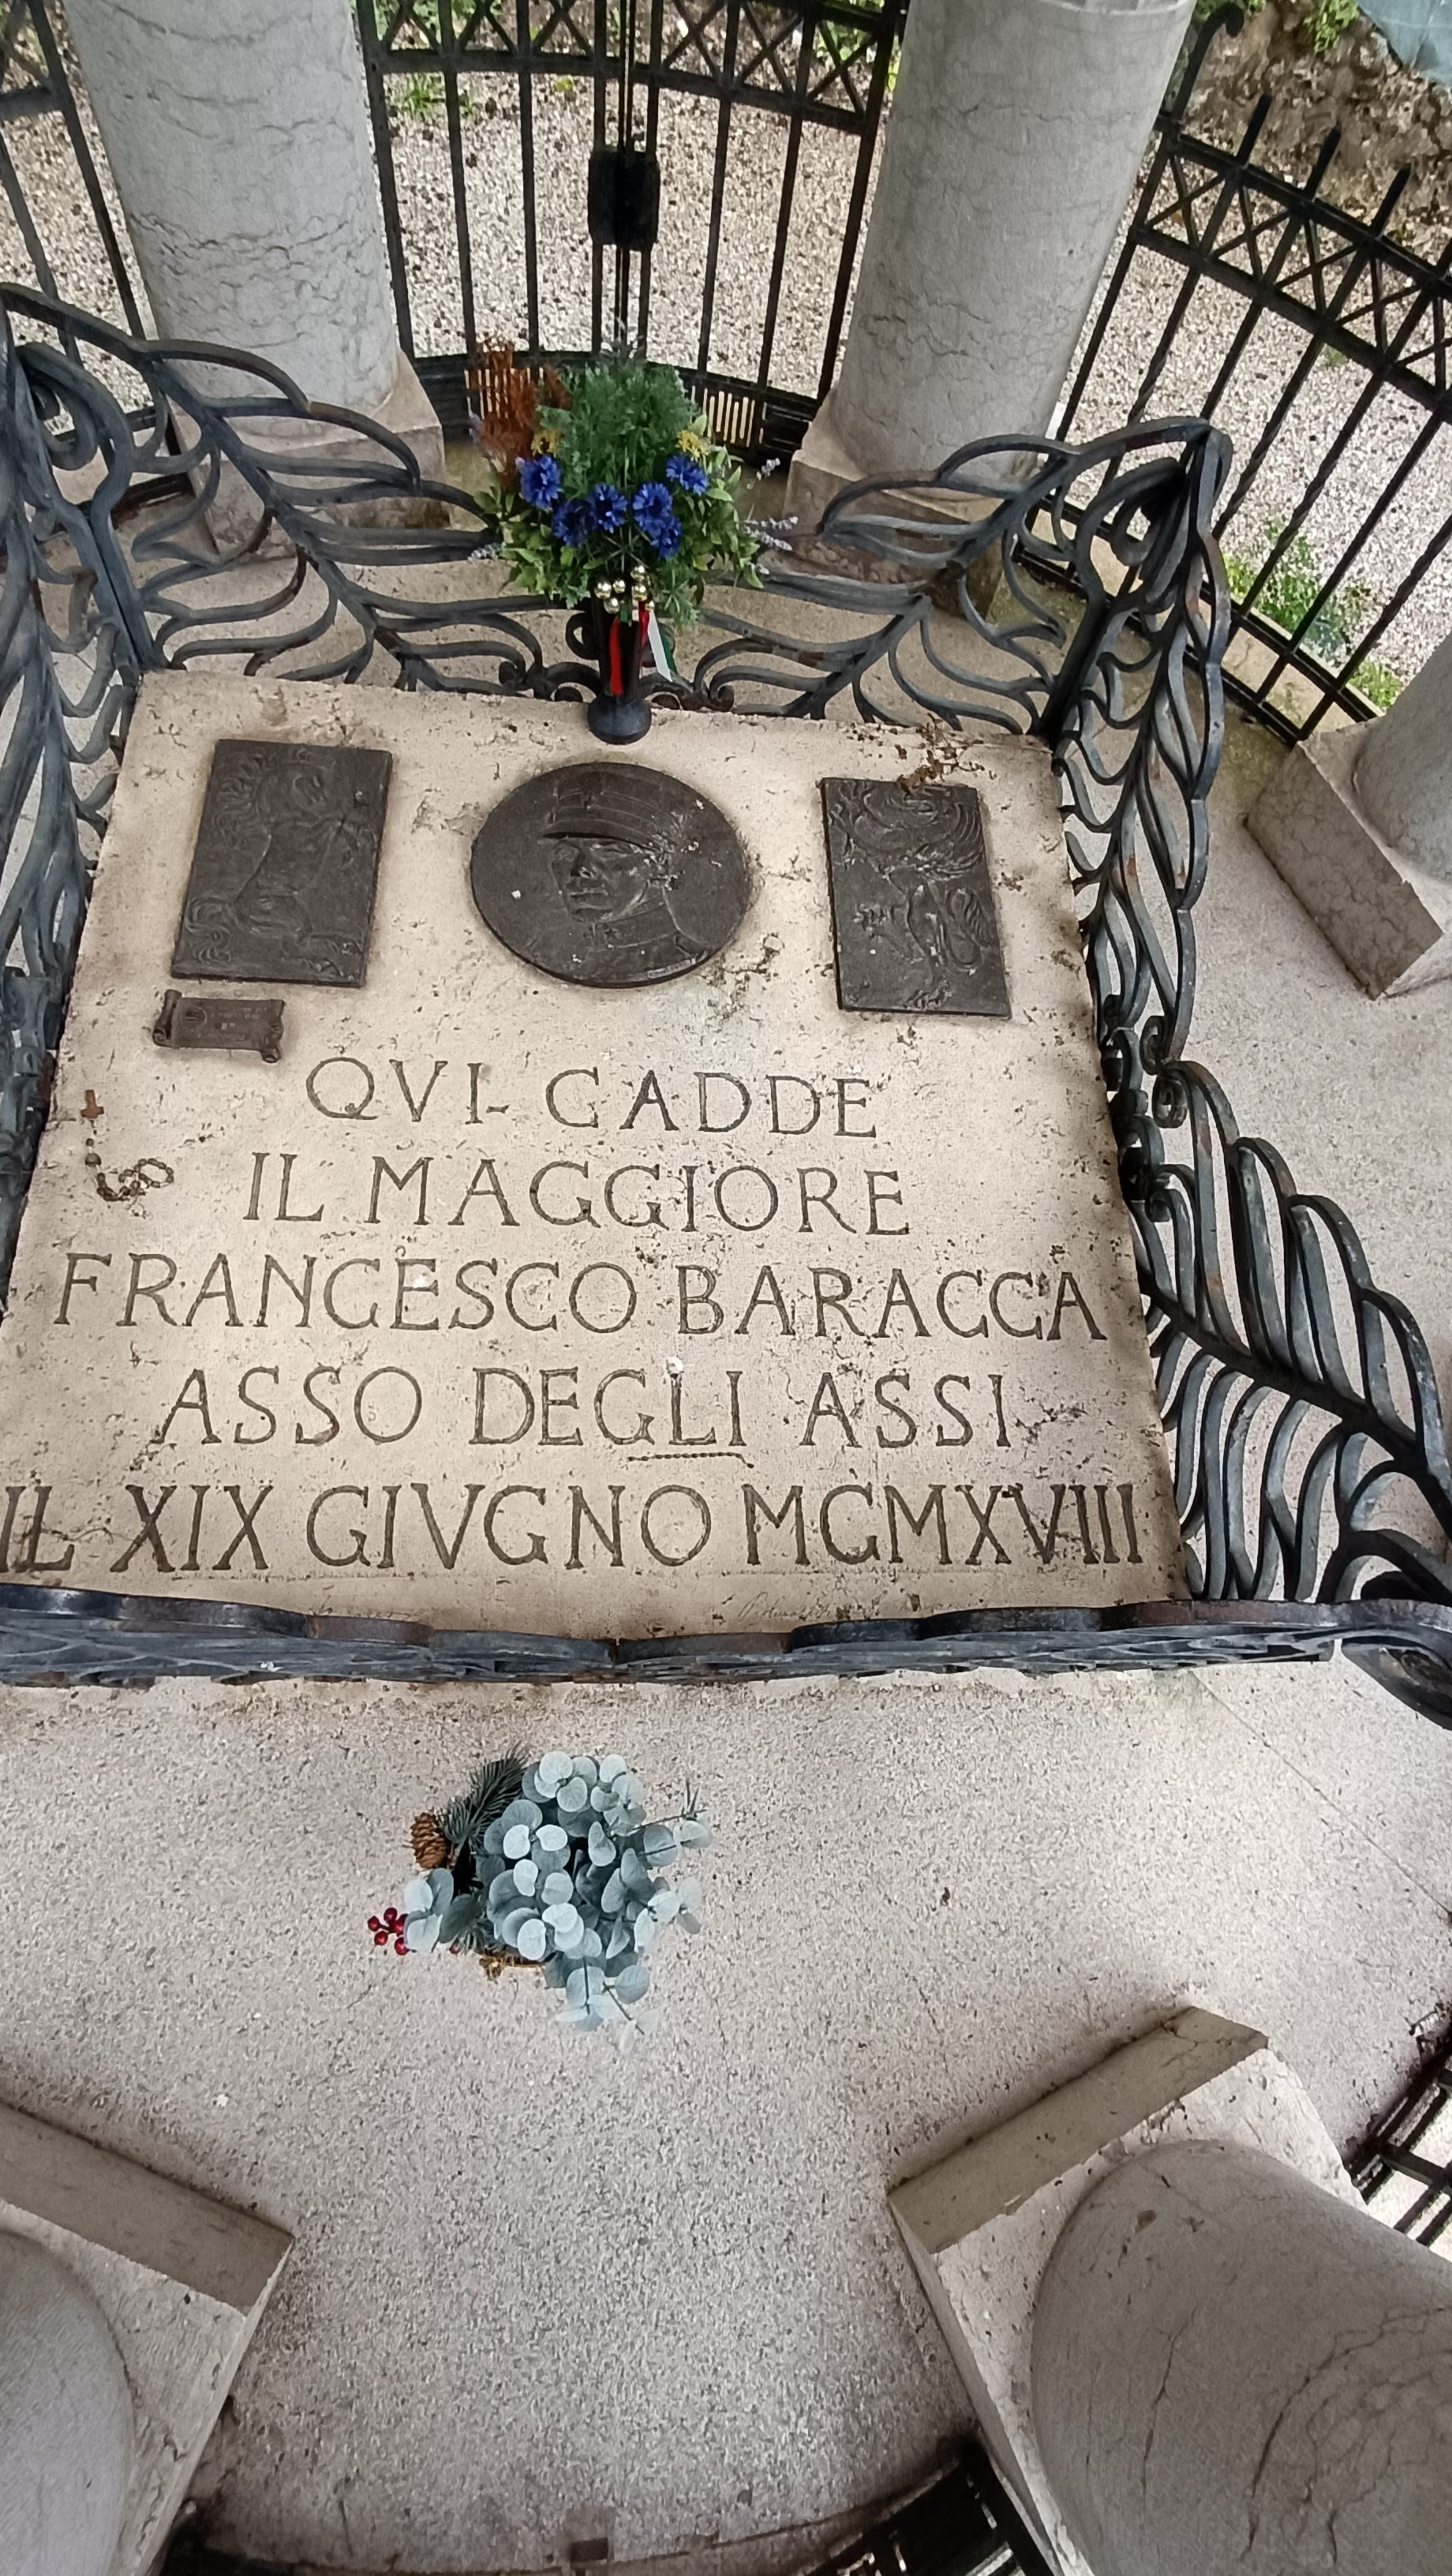 QVI CADDE
IL MAGGIORE
FRANCESCO BARACCA
ASSO DEGLI ASSI
IL XIX GIVGNO MCMXVIII